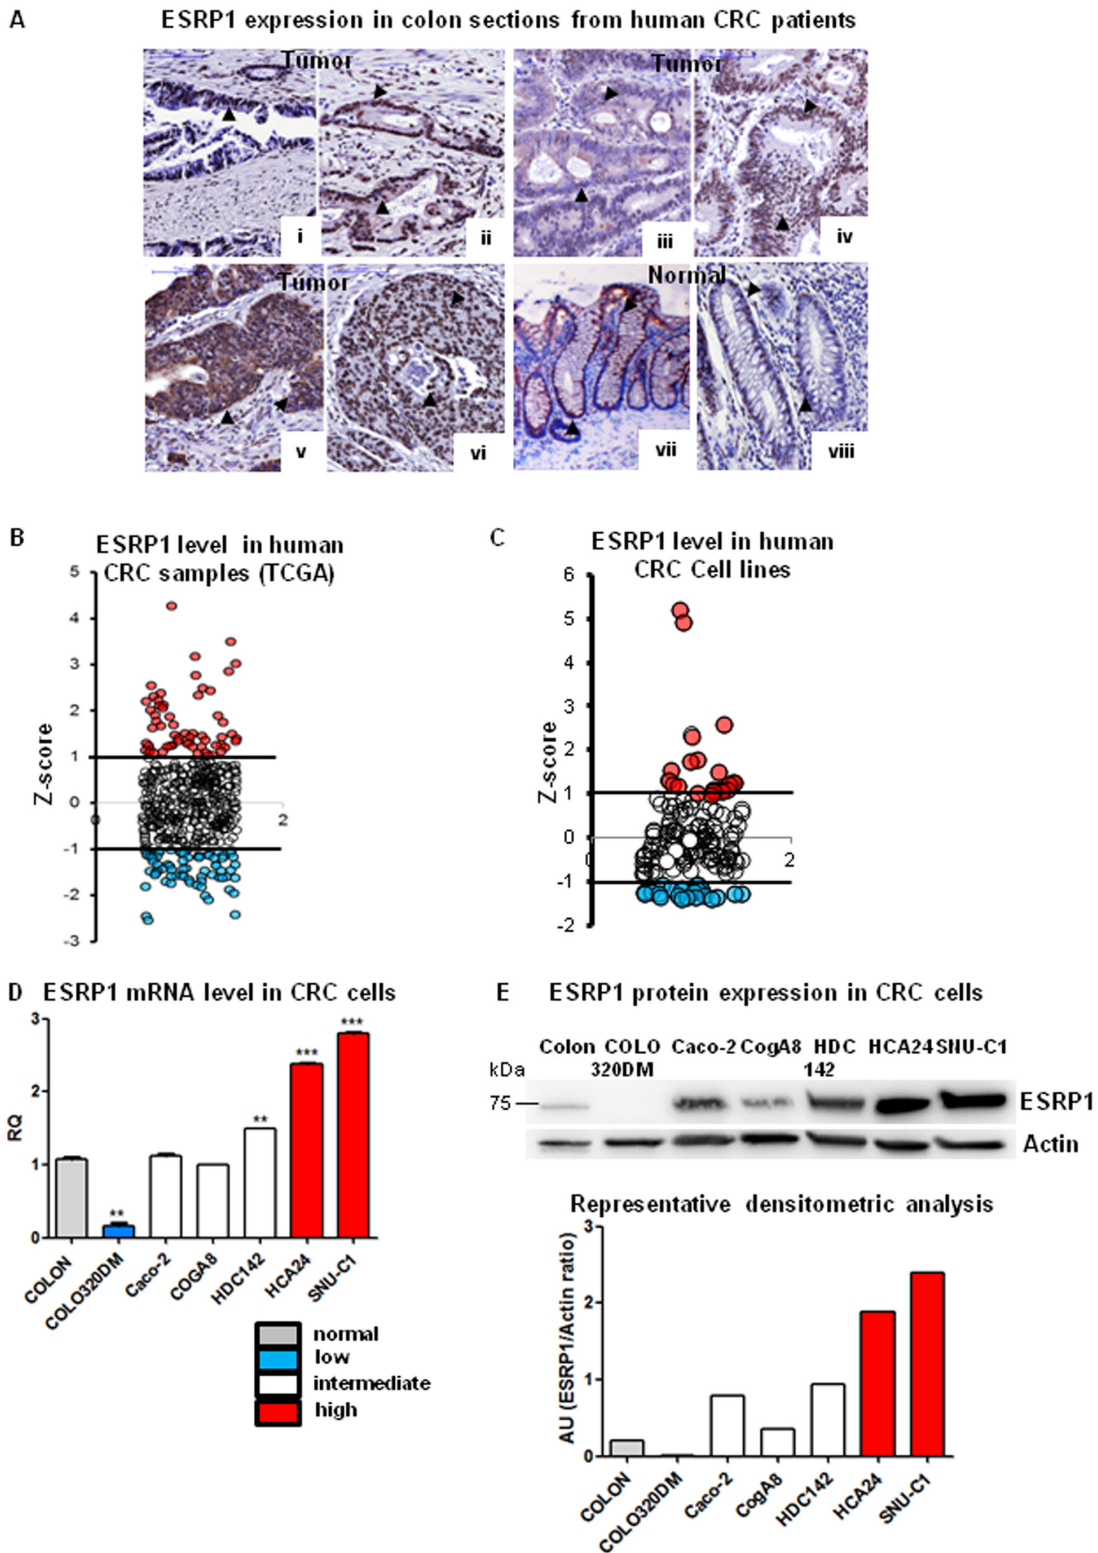 A ESRP1 expression in colon sections from human CRC patients
Tumor Tumor
i ii iii iv
Tumor Normal
v vi vii viii
B ESRP1 level in human
CRC samples (TCGA)
5
4
3
2
1
0
-1
-2
-3
Z-score
0 2
C ESRP1 level in human
CRC Cell lines
6
5
4
3
2
1
0
-1
-2
Z-score
0 2
D ESRP1 mRNA level in CRC cells
3
2
1
0
RQ
** ** *** ***
COLON COLO320DM Caco-2 COGA8 HDC142 HCA24 SNU-C1
normal
low
intermediate
high
E ESRP1 protein expression in CRC cells
Colon COLO Caco-2 CogA8 HDC HCA24 SNU-C1
kDa 320DM 142
75 ESRP1
Actin
Representative densitometric analysis
3
2
1
0
AU (ESRP1/Actin ratio)
COLON COLO320DM Caco-2 CogA8 HDC142 HCA24 SNU-C1